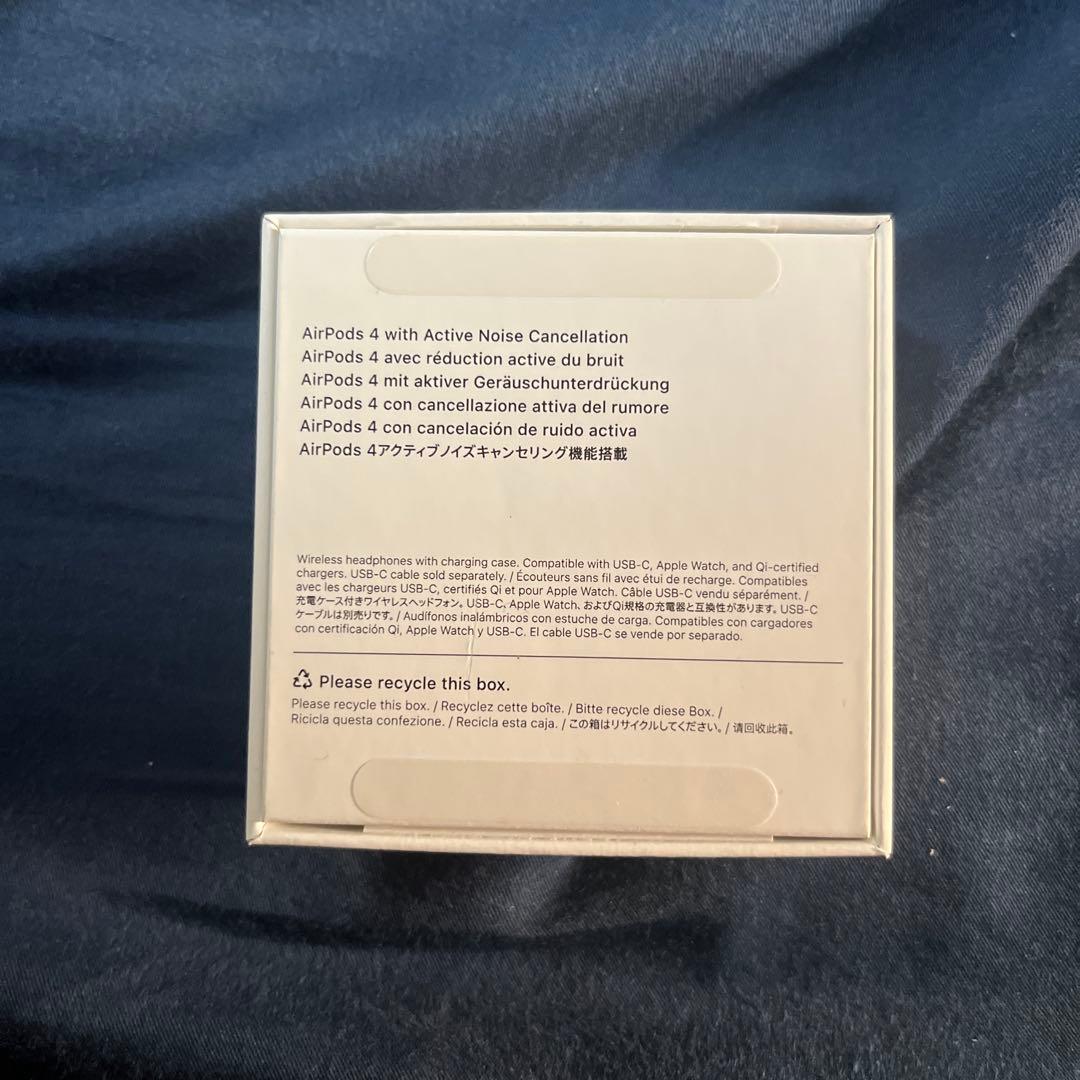 AirPods 4 with Active Noise Cancellation
AirPods 4 avec réduction active du bruit
AirPods 4 mit aktiver Geräuschunterdrückung
AirPods 4 con cancellazione attiva del rumore
AirPods 4 con cancelación de ruido activa
AirPods 4アクティブノイズキャンセリング機能搭載
Wireless headphones with charging case. Compatible with USB-C, Apple Watch, and Qi-certified
chargers. USB-C cable sold separately. / Écouteurs sans fil avec étui de recharge. Compatibles
avec les chargeurs USB-C, certifiés Qi et pour Apple Watch. Câble USB-C vendu séparément. /
充電ケース付きワイヤレスヘッドフォン。USB-C、Apple Watch、およびQi規格の充電器と互換性があります。USB-C
ケーブルは別売りです。/ Audífonos inalámbricos con estuche de carga. Compatibles con cargadores
con certificación Qi, Apple Watch y USB-C. El cable USB-C se vende por separado.
Please recycle this box.
Please recycle this box. / Recyclez cette boîte. / Bitte recycle diese Box. /
Ricicla questa confezione. / Recicla esta caja. / この箱はリサイクルしてください。/ 请回收此箱。